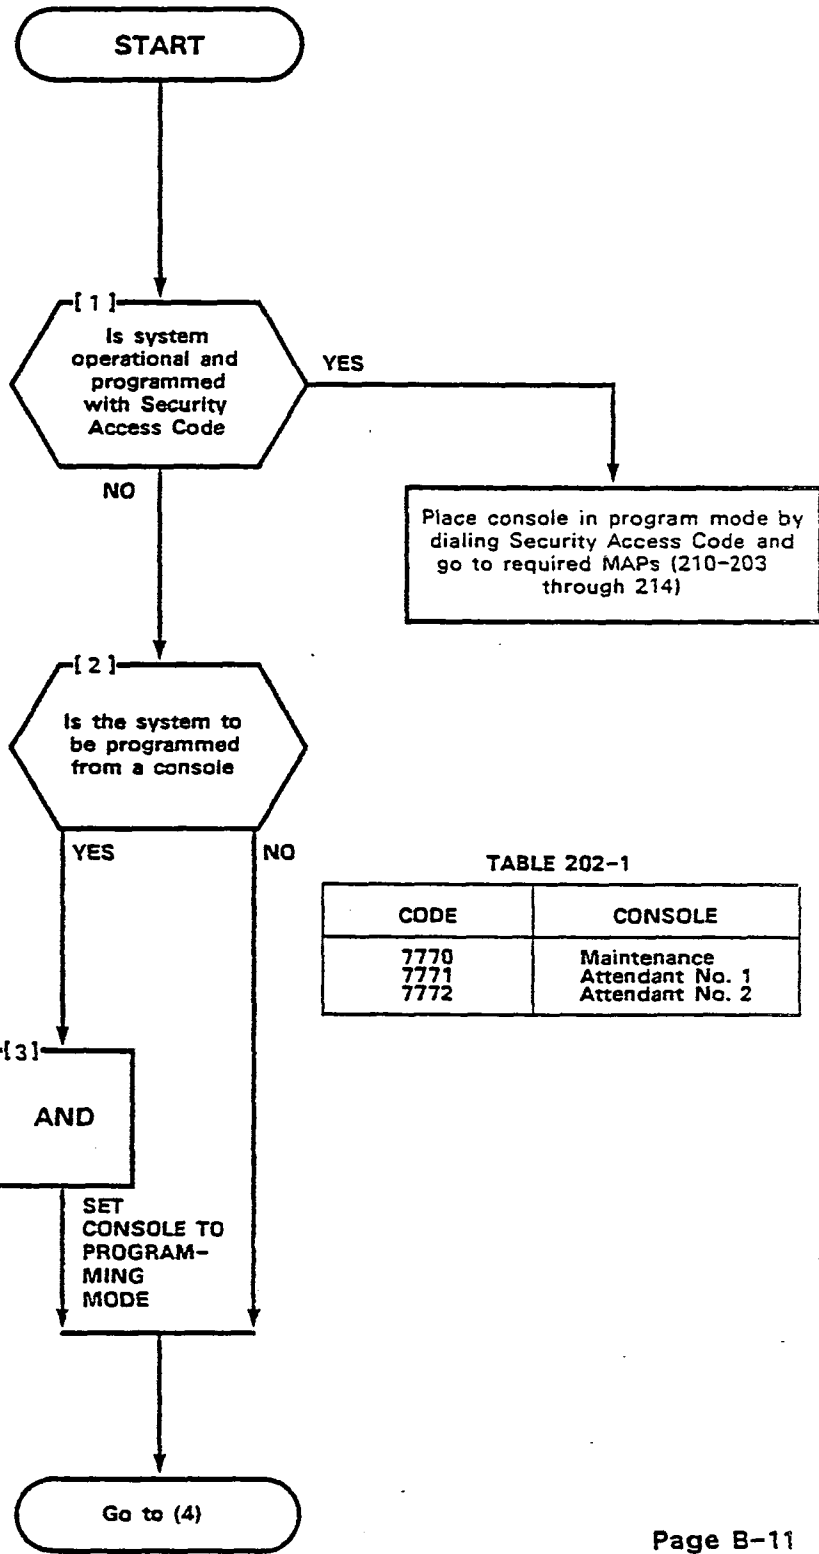 START
[1]
Is system
operational and
programmed
with Security
Access Code
YES
NO
Place console in program mode by
dialing Security Access Code and
go to required MAPs (210-203
through 214)
[2]
Is the system to
be programmed
from a console
YES
NO
TABLE 202-1
CODE CONSOLE
7770 Maintenance
7771 Attendant No. 1
7772 Attendant No. 2
[3]
AND
SET
CONSOLE TO
PROGRAM-
MING
MODE
Go to (4)
Page B-11